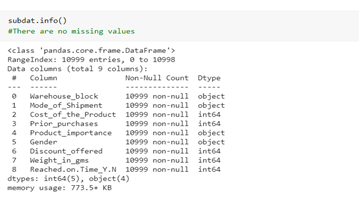 subdat.info()
#There are no missing values
<class 'pandas.core.frame.DataFrame'>
RangeIndex: 10999 entries, 0 to 10998
Data columns (total 9 columns):
#   Column               Non-Null Count  Dtype
---  ------               --------------  -----
0   Warehouse_block      10999 non-null  object
1   Mode_of_Shipment     10999 non-null  object
2   Cost_of_the_Product  10999 non-null  int64
3   Prior_purchases      10999 non-null  int64
4   Product_importance   10999 non-null  object
5   Gender               10999 non-null  object
6   Discount_offered     10999 non-null  int64
7   Weight_in_gms        10999 non-null  int64
8   Reached.on.Time_Y.N  10999 non-null  int64
dtypes: int64(5), object(4)
memory usage: 773.5+ KB